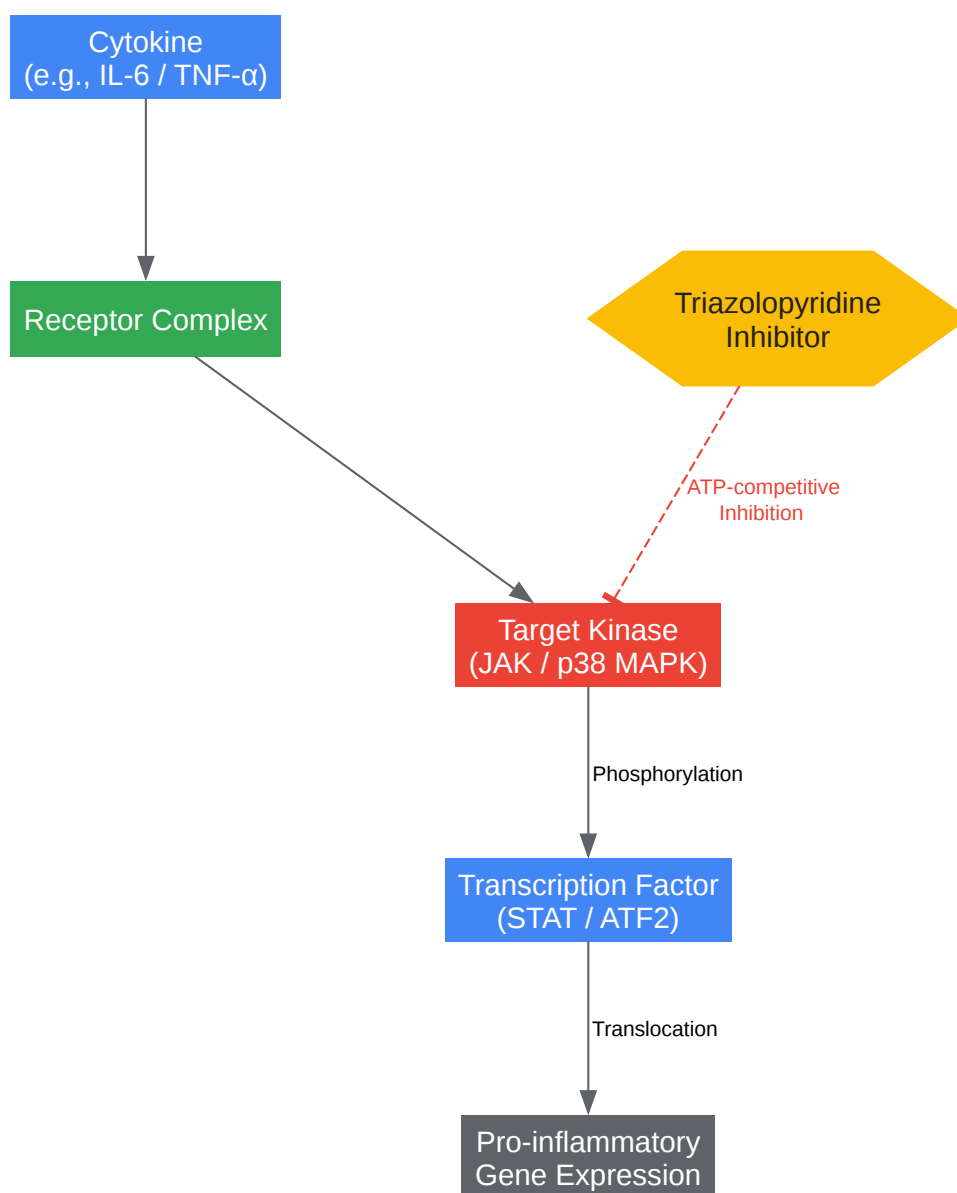 Cytokine
(e.g., IL-6 / TNF-α)
Receptor Complex
Triazolopyridine
Inhibitor
ATP-competitive
Inhibition
Target Kinase
(JAK / p38 MAPK)
Phosphorylation
Transcription Factor
(STAT / ATF2)
Translocation
Pro-inflammatory
Gene Expression